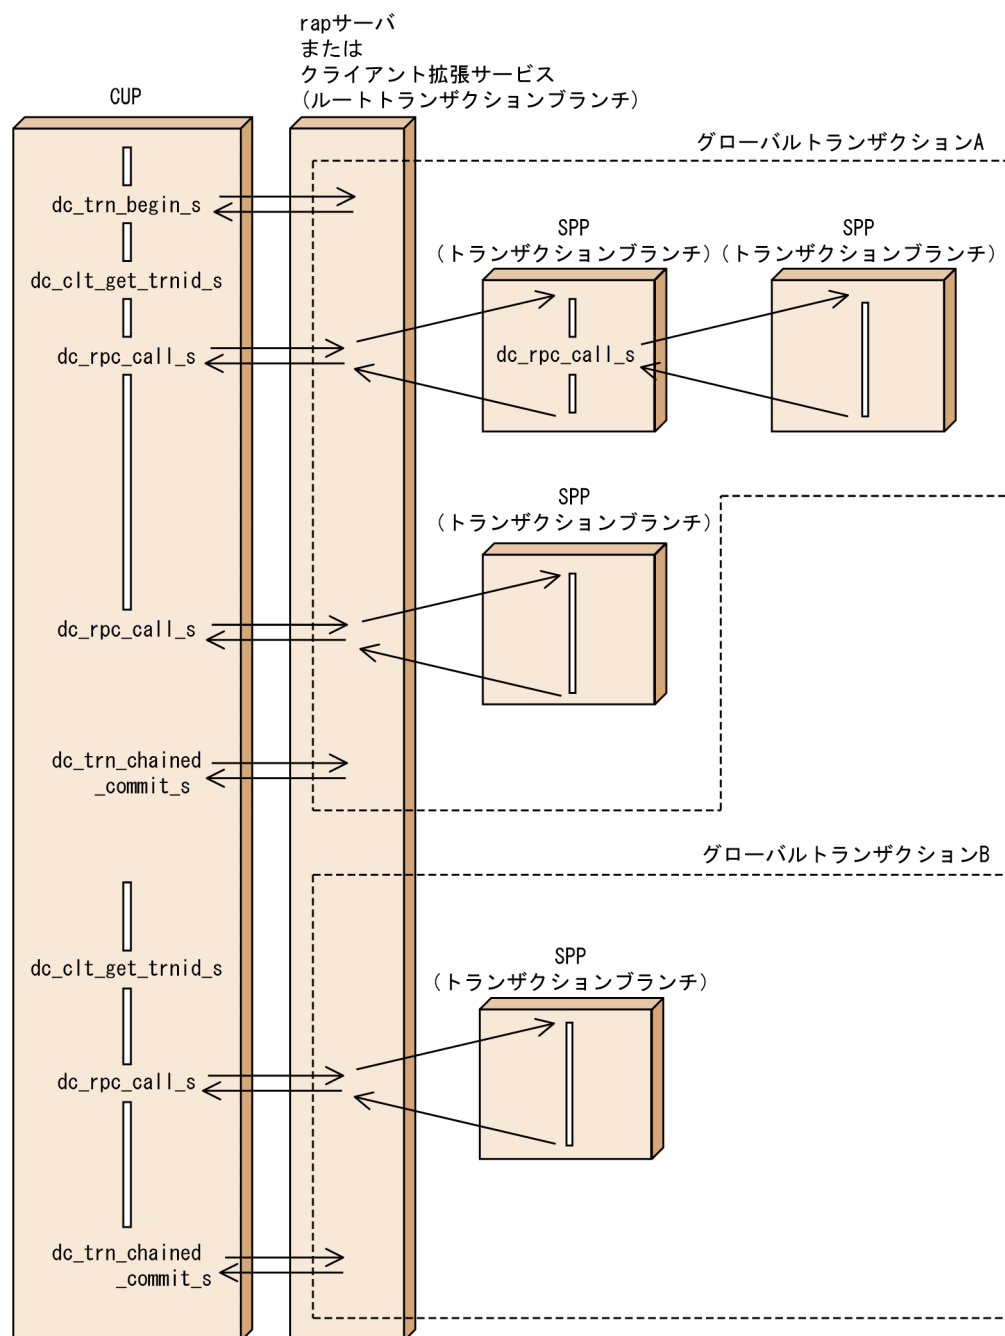 rapサーバ
または
クライアント拡張サービス
(ルートトランザクションブランチ)
CUP
グローバルトランザクションA
dc_trn_begin_s
SPP
(トランザクションブランチ)
SPP
(トランザクションブランチ)
dc_clt_get_trnid_s
dc_rpc_call_s
dc_rpc_call_s
SPP
(トランザクションブランチ)
dc_rpc_call_s
dc_trn_chained
_commit_s
グローバルトランザクションB
SPP
(トランザクションブランチ)
dc_clt_get_trnid_s
dc_rpc_call_s
dc_trn_chained
_commit_s